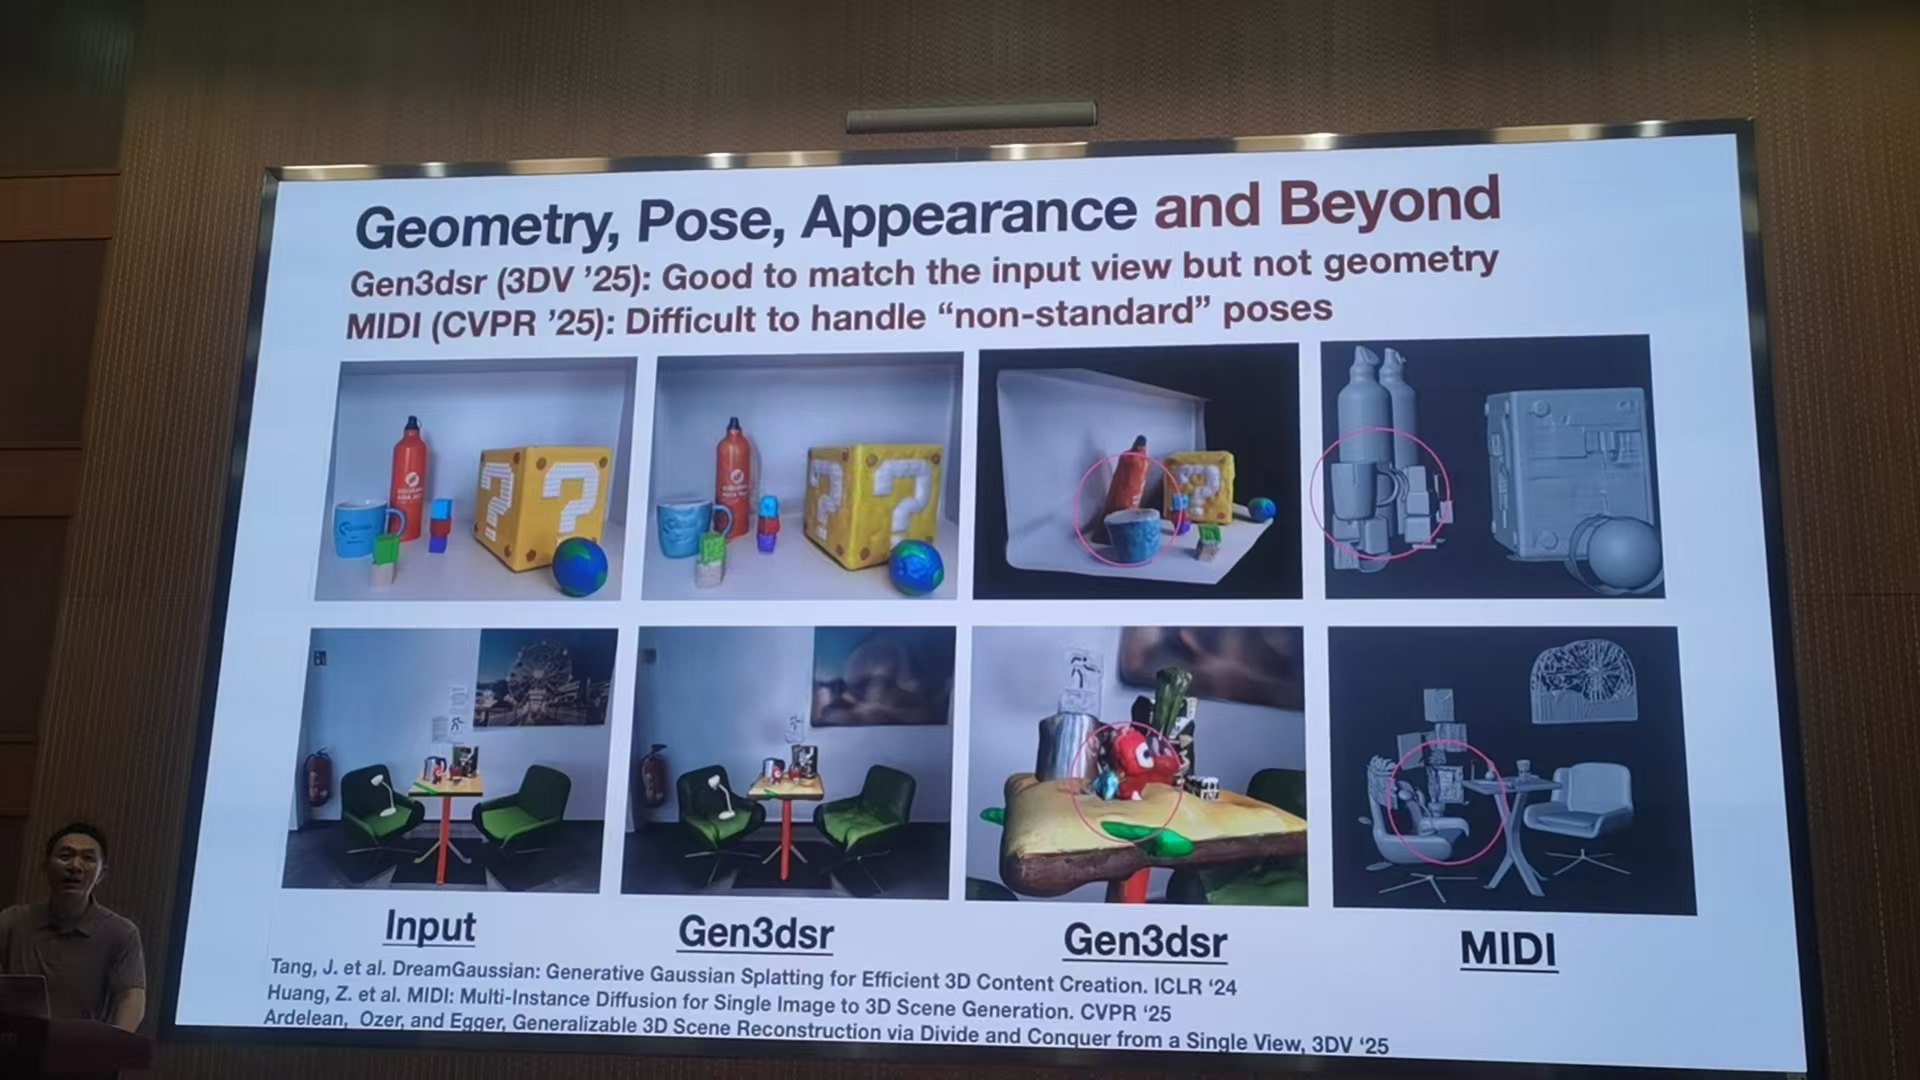 Geometry, Pose, Appearance and Beyond
Gen3dsr (3DV ’25): Good to match the input view but not geometry
MIDI (CVPR ’25): Difficult to handle “non-standard” poses
Input
Gen3dsr
Gen3dsr
MIDI
Tang, J. et al. DreamGaussian: Generative Gaussian Splatting for Efficient 3D Content Creation. ICLR ‘24
Huang, Z. et al. MIDI: Multi-Instance Diffusion for Single Image to 3D Scene Generation. CVPR ‘25
Ardelean, Ozer, and Egger, Generalizable 3D Scene Reconstruction via Divide and Conquer from a Single View, 3DV ‘25